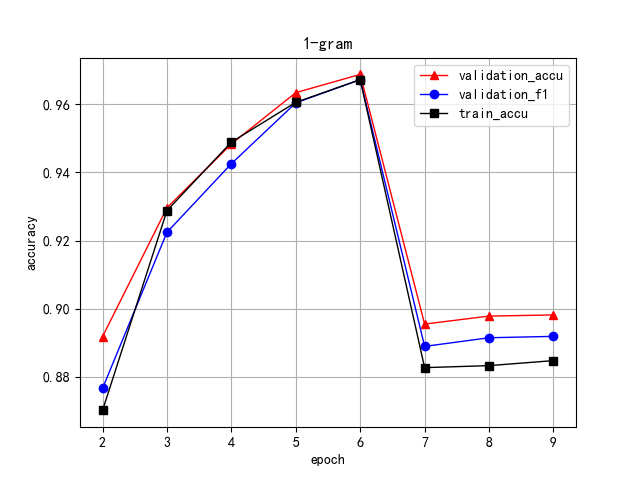 1-gram
validation_accu
validation_f1
train_accu
0.96
0.94
0.92
0.90
0.88
accuracy
2 3 4 5 6 7 8 9
epoch